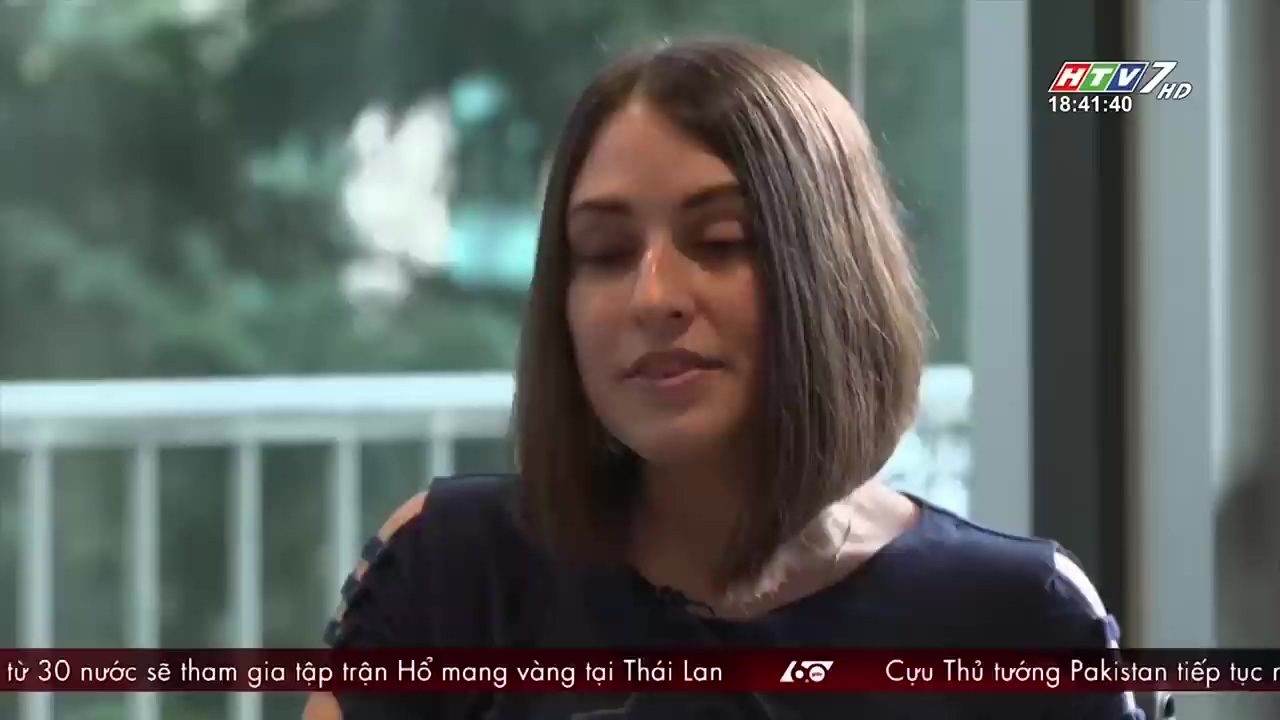 HTV7 HD
18:41:40
từ 30 nước sẽ tham gia tập trận Hổ mang vàng tại Thái Lan 60 Cựu Thủ tướng Pakistan tiếp tục